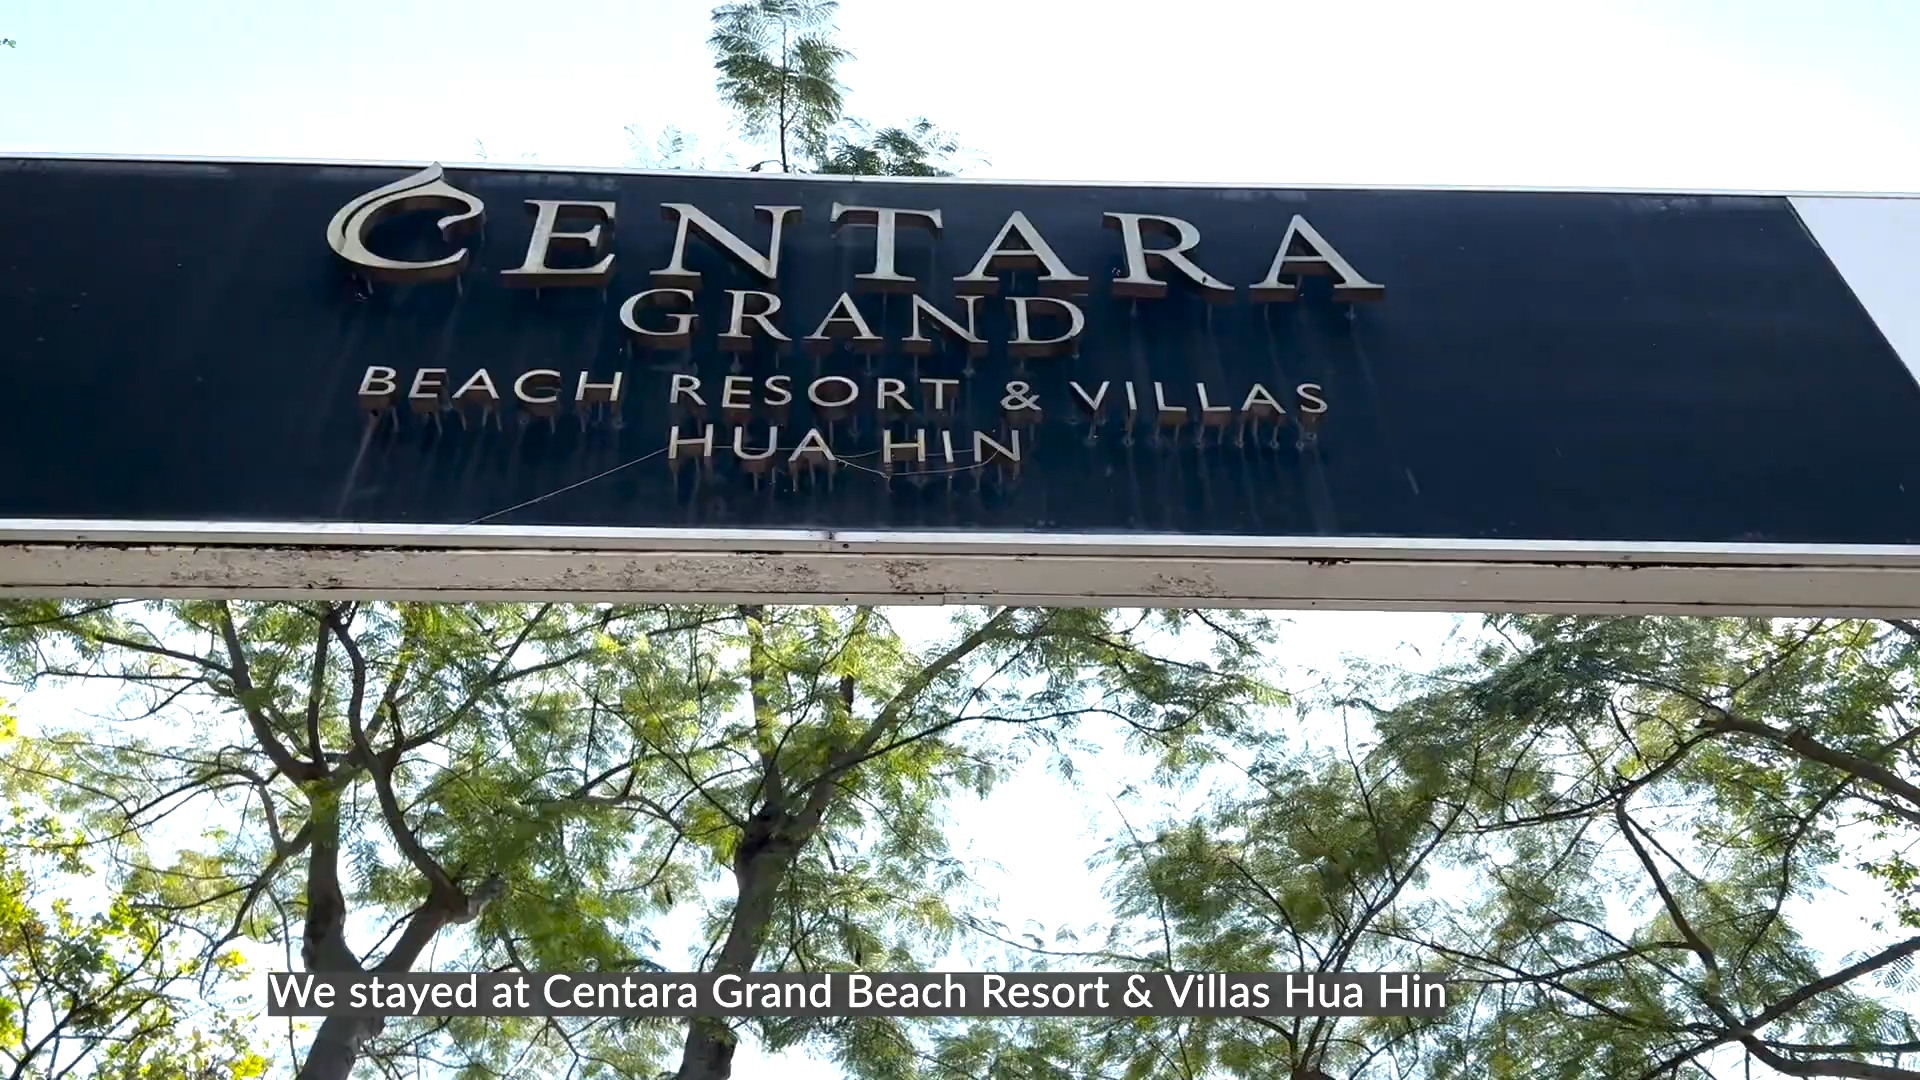 CENTARA
GRAND
BEACH RESORT & VILLAS
HUA HIN
We stayed at Centara Grand Beach Resort & Villas Hua Hin